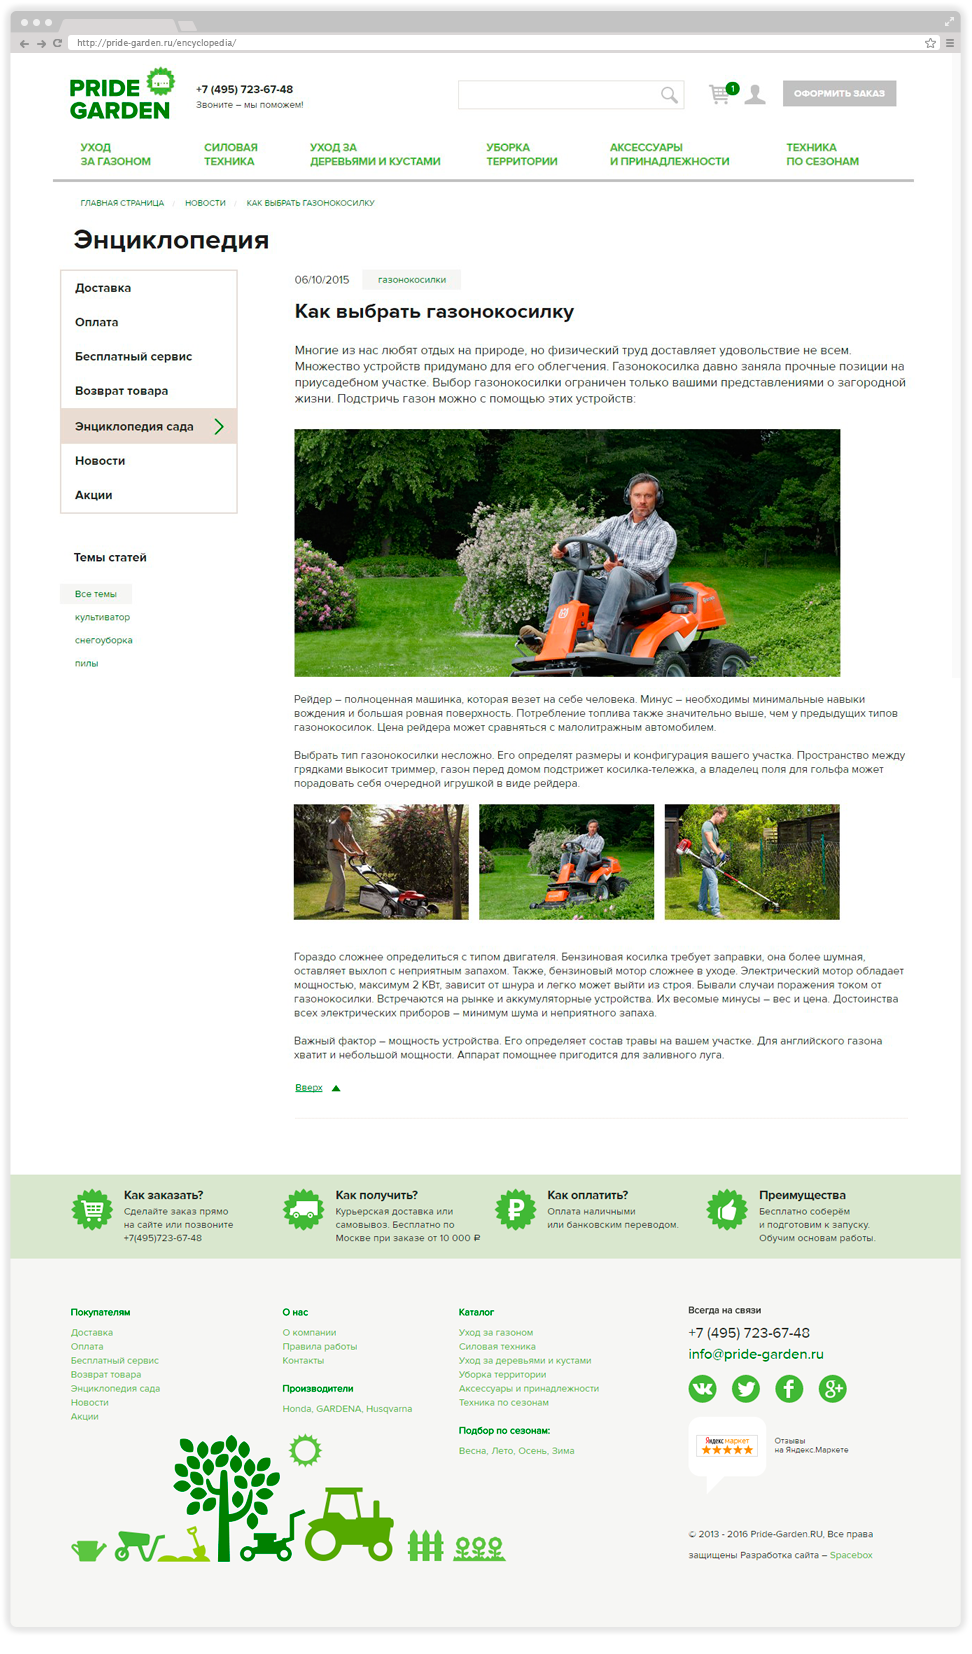 http://pride-garden.ru/encyclopedia/
PRIDE
GARDEN
+7 (495) 723-67-48
Звоните – мы поможем!
1
ОФОРМИТЬ ЗАКАЗ
УХОД
ЗА ГАЗОНОМ
СИЛОВАЯ
ТЕХНИКА
УХОД ЗА
ДЕРЕВЬЯМИ И КУСТАМИ
УБОРКА
ТЕРРИТОРИИ
АКСЕССУАРЫ
И ПРИНАДЛЕЖНОСТИ
ТЕХНИКА
ПО СЕЗОНАМ
ГЛАВНАЯ СТРАНИЦА / НОВОСТИ / КАК ВЫБРАТЬ ГАЗОНОКОСИЛКУ
Энциклопедия
Доставка
Оплата
Бесплатный сервис
Возврат товара
Энциклопедия сада
Новости
Акции
Темы статей
Все темы
культиватор
снегоуборка
пилы
06/10/2015 газонокосилки
Как выбрать газонокосилку
Многие из нас любят отдых на природе, но физический труд доставляет удовольствие не всем.
Множество устройств придумано для его облегчения. Газонокосилка давно заняла прочные позиции на
приусадебном участке. Выбор газонокосилки ограничен только вашими представлениями о загородной
жизни. Подстричь газон можно с помощью этих устройств:
Рейдер – полноценная машинка, которая везет на себе человека. Минус – необходимы минимальные навыки
вождения и большая ровная поверхность. Потребление топлива также значительно выше, чем у предыдущих типов
газонокосилок. Цена рейдера может сравняться с малолитражным автомобилем.
Выбрать тип газонокосилки несложно. Его определят размеры и конфигурация вашего участка. Пространство между
грядками выкосит триммер, газон перед домом подстрижет косилка-тележка, а владелец поля для гольфа может
порадовать себя очередной игрушкой в виде рейдера.
Гораздо сложнее определиться с типом двигателя. Бензиновая косилка требует заправки, она более шумная,
оставляет выхлоп с неприятным запахом. Также, бензиновый мотор сложнее в уходе. Электрический мотор обладает
мощностью, максимум 2 КВт, зависит от шнура и легко может выйти из строя. Бывали случаи поражения током от
газонокосилки. Встречаются на рынке и аккумуляторные устройства. Их весомые минусы – вес и цена. Достоинства
всех электрических приборов – минимум шума и неприятного запаха.
Важный фактор – мощность устройства. Его определяет состав травы на вашем участке. Для английского газона
хватит и небольшой мощности. Аппарат помощнее пригодится для заливного луга.
Вверх
Как заказать?
Сделайте заказ прямо
на сайте или позвоните
+7(495)723-67-48
Как получить?
Курьерская доставка или
самовывоз. Бесплатно по
Москве при заказе от 10 000 ₽
Как оплатить?
Оплата наличными
или банковским переводом.
Преимущества
Бесплатно соберём
и подготовим к запуску.
Обучим основам работы.
Покупателям
Доставка
Оплата
Бесплатный сервис
Возврат товара
Энциклопедия сада
Новости
Акции
О нас
О компании
Правила работы
Контакты
Производители
Honda, GARDENA, Husqvarna
Каталог
Уход за газоном
Силовая техника
Уход за деревьями и кустами
Уборка территории
Аксессуары и принадлежности
Техника по сезонам
Подбор по сезонам:
Весна, Лето, Осень, Зима
Всегда на связи
+7 (495) 723-67-48
info@pride-garden.ru
Яндекс маркет
Отзывы
на Яндекс.Маркете
© 2013 - 2016 Pride-Garden.RU, Все права
защищены Разработка сайта – Spacebox